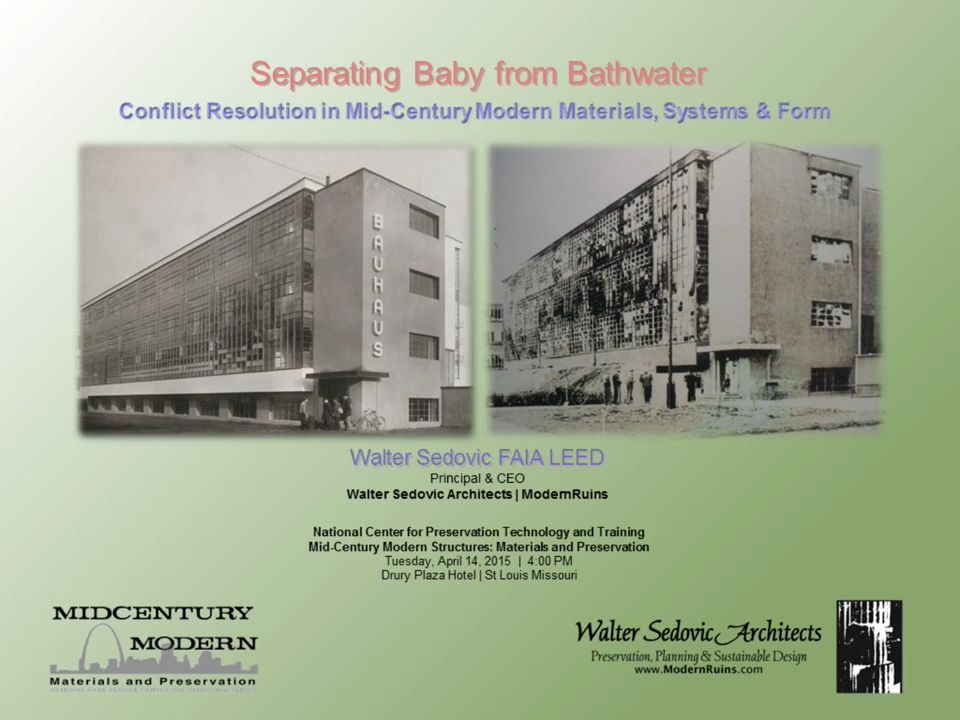 Separating Baby from Bathwater
Conflict Resolution in Mid-Century Modern Materials, Systems & Form
BAUHAUS
Walter Sedovic FAIA LEED
Principal & CEO
Walter Sedovic Architects | ModernRuins
National Center for Preservation Technology and Training
Mid-Century Modern Structures: Materials and Preservation
Tuesday, April 14, 2015 | 4:00 PM
Drury Plaza Hotel | St Louis Missouri
MIDCENTURY
MODERN
Materials and Preservation
Walter Sedovic Architects
Preservation, Planning & Sustainable Design
www.ModernRuins.com